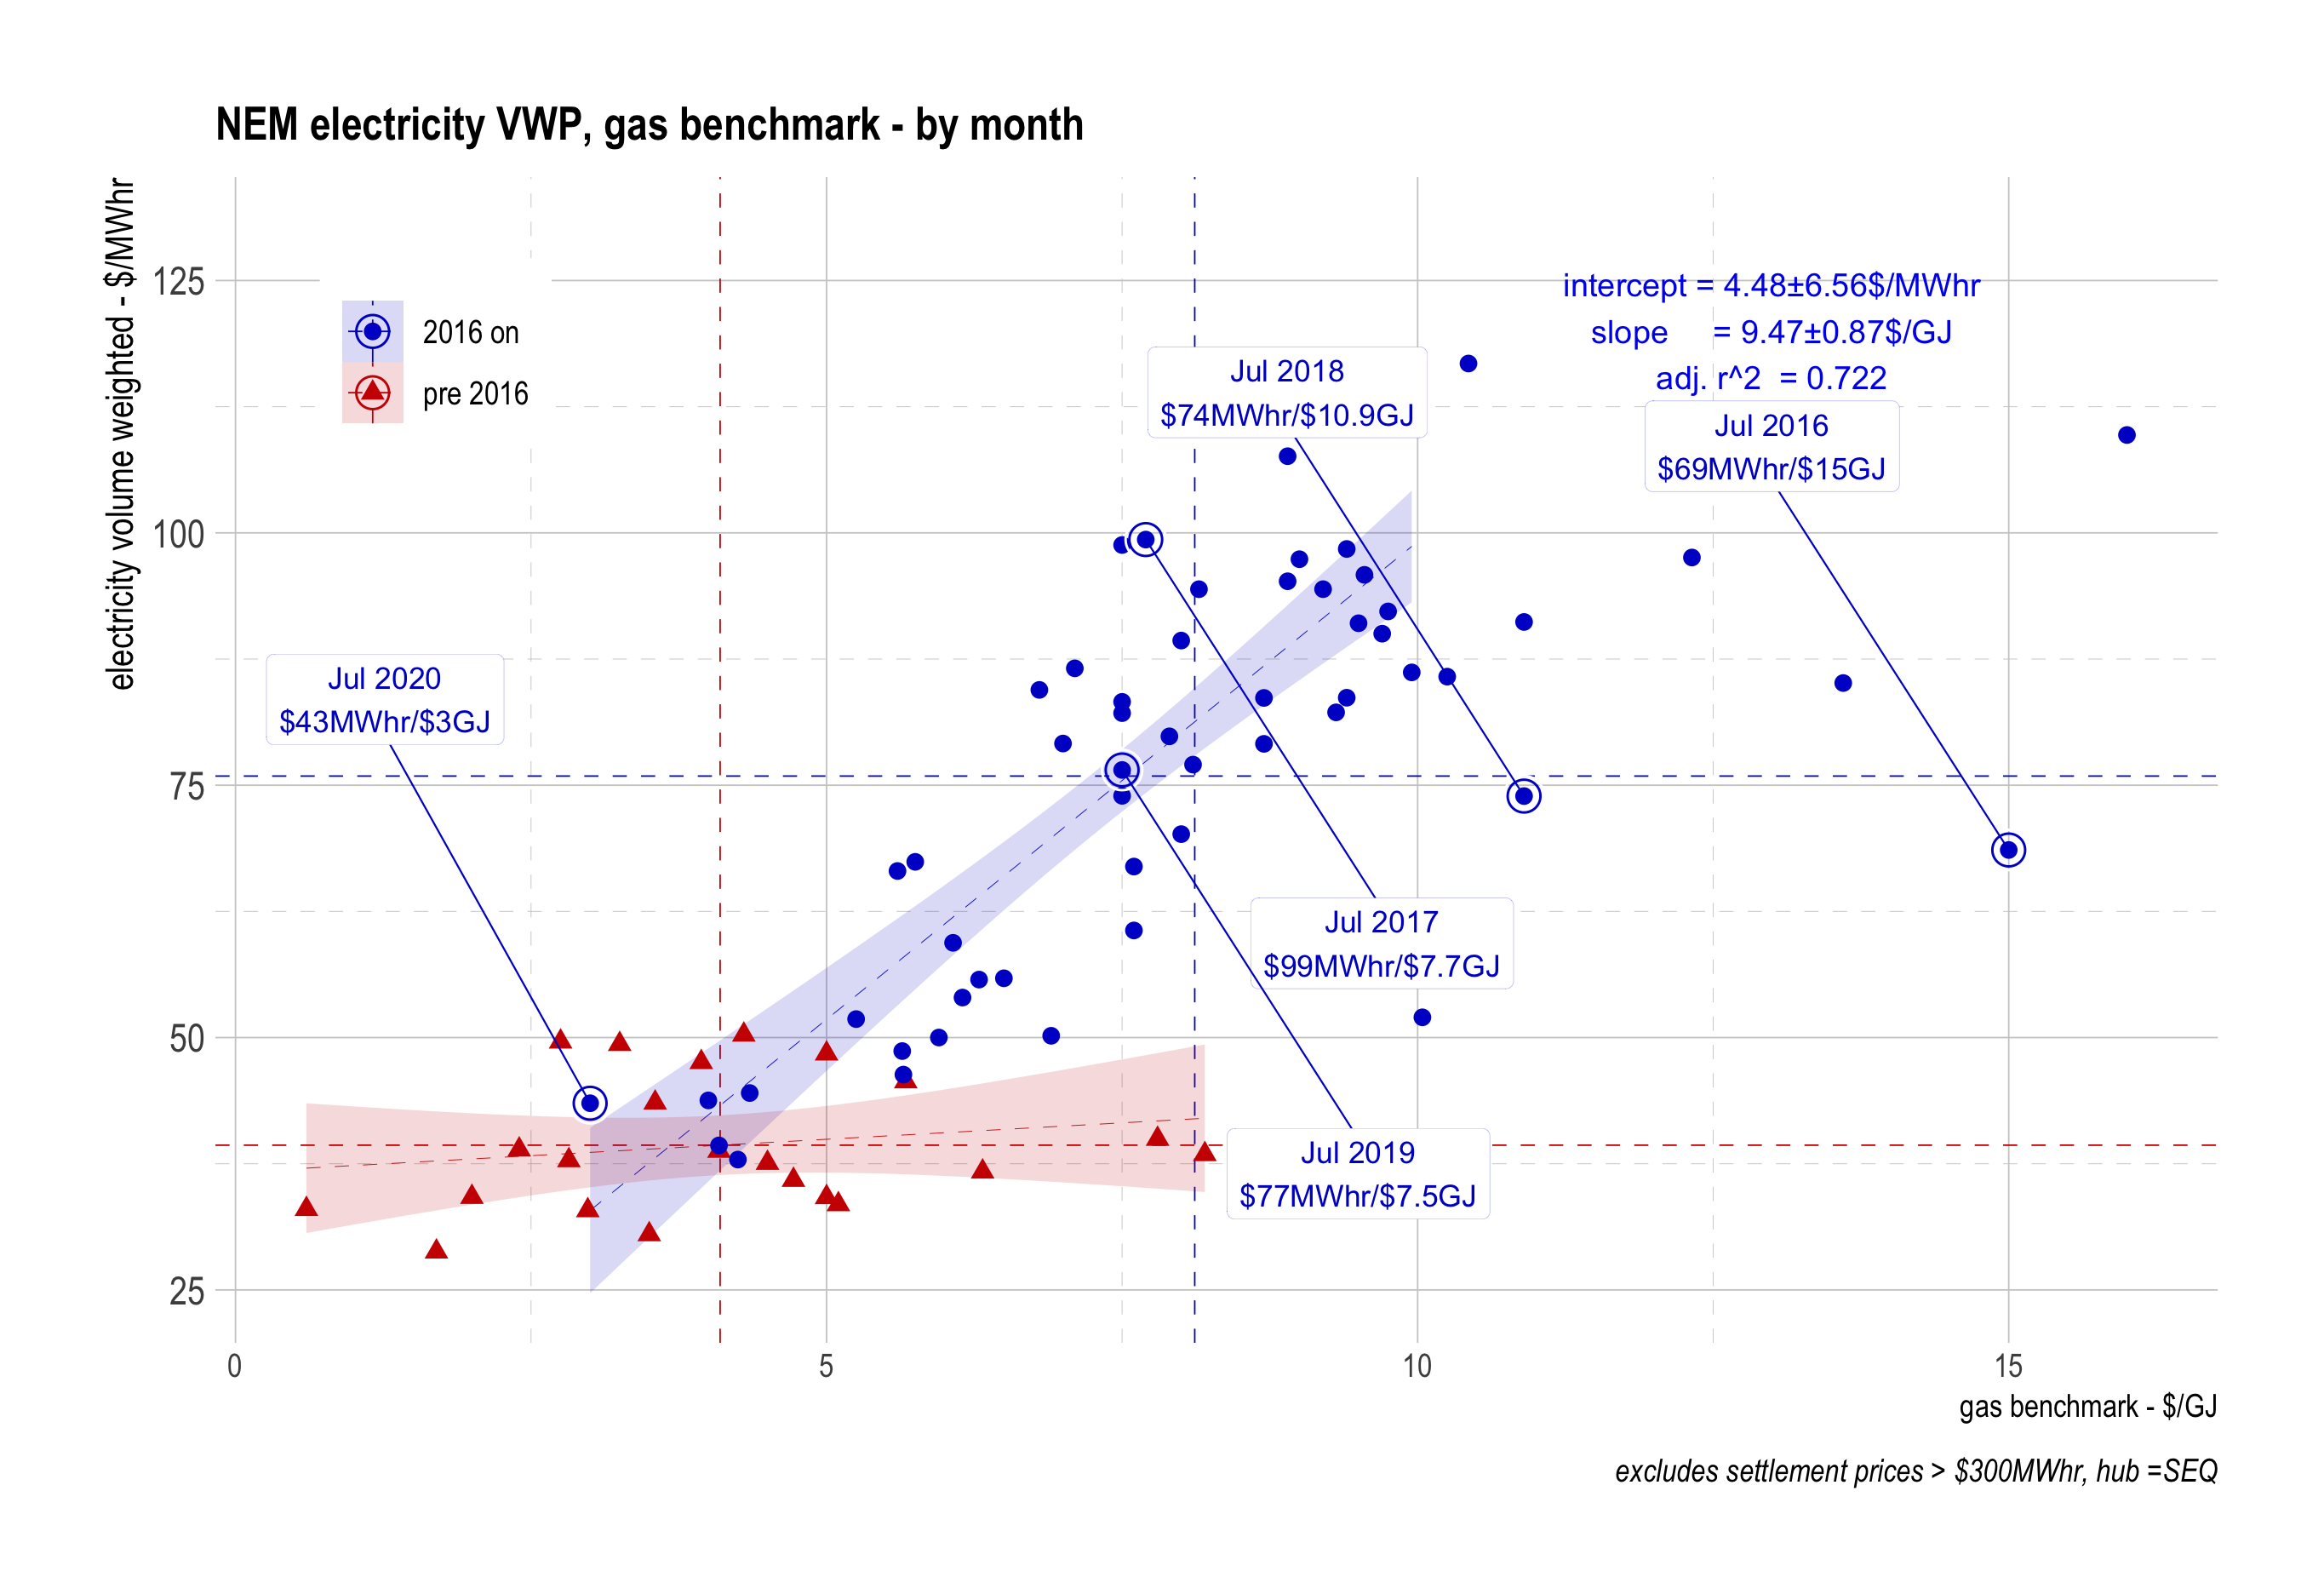 NEM electricity VWP, gas benchmark - by month
electricity volume weighted - $/MWhr
125
100
75
50
25
2016 on
pre 2016
intercept = 4.48±6.56$/MWhr
slope = 9.47±0.87$/GJ
adj. r^2 = 0.722
Jul 2018
$74MWhr/$10.9GJ
Jul 2016
$69MWhr/$15GJ
Jul 2020
$43MWhr/$3GJ
Jul 2017
$99MWhr/$7.7GJ
Jul 2019
$77MWhr/$7.5GJ
0
5
10
15
gas benchmark - $/GJ
excludes settlement prices > $300MWhr, hub =SEQ